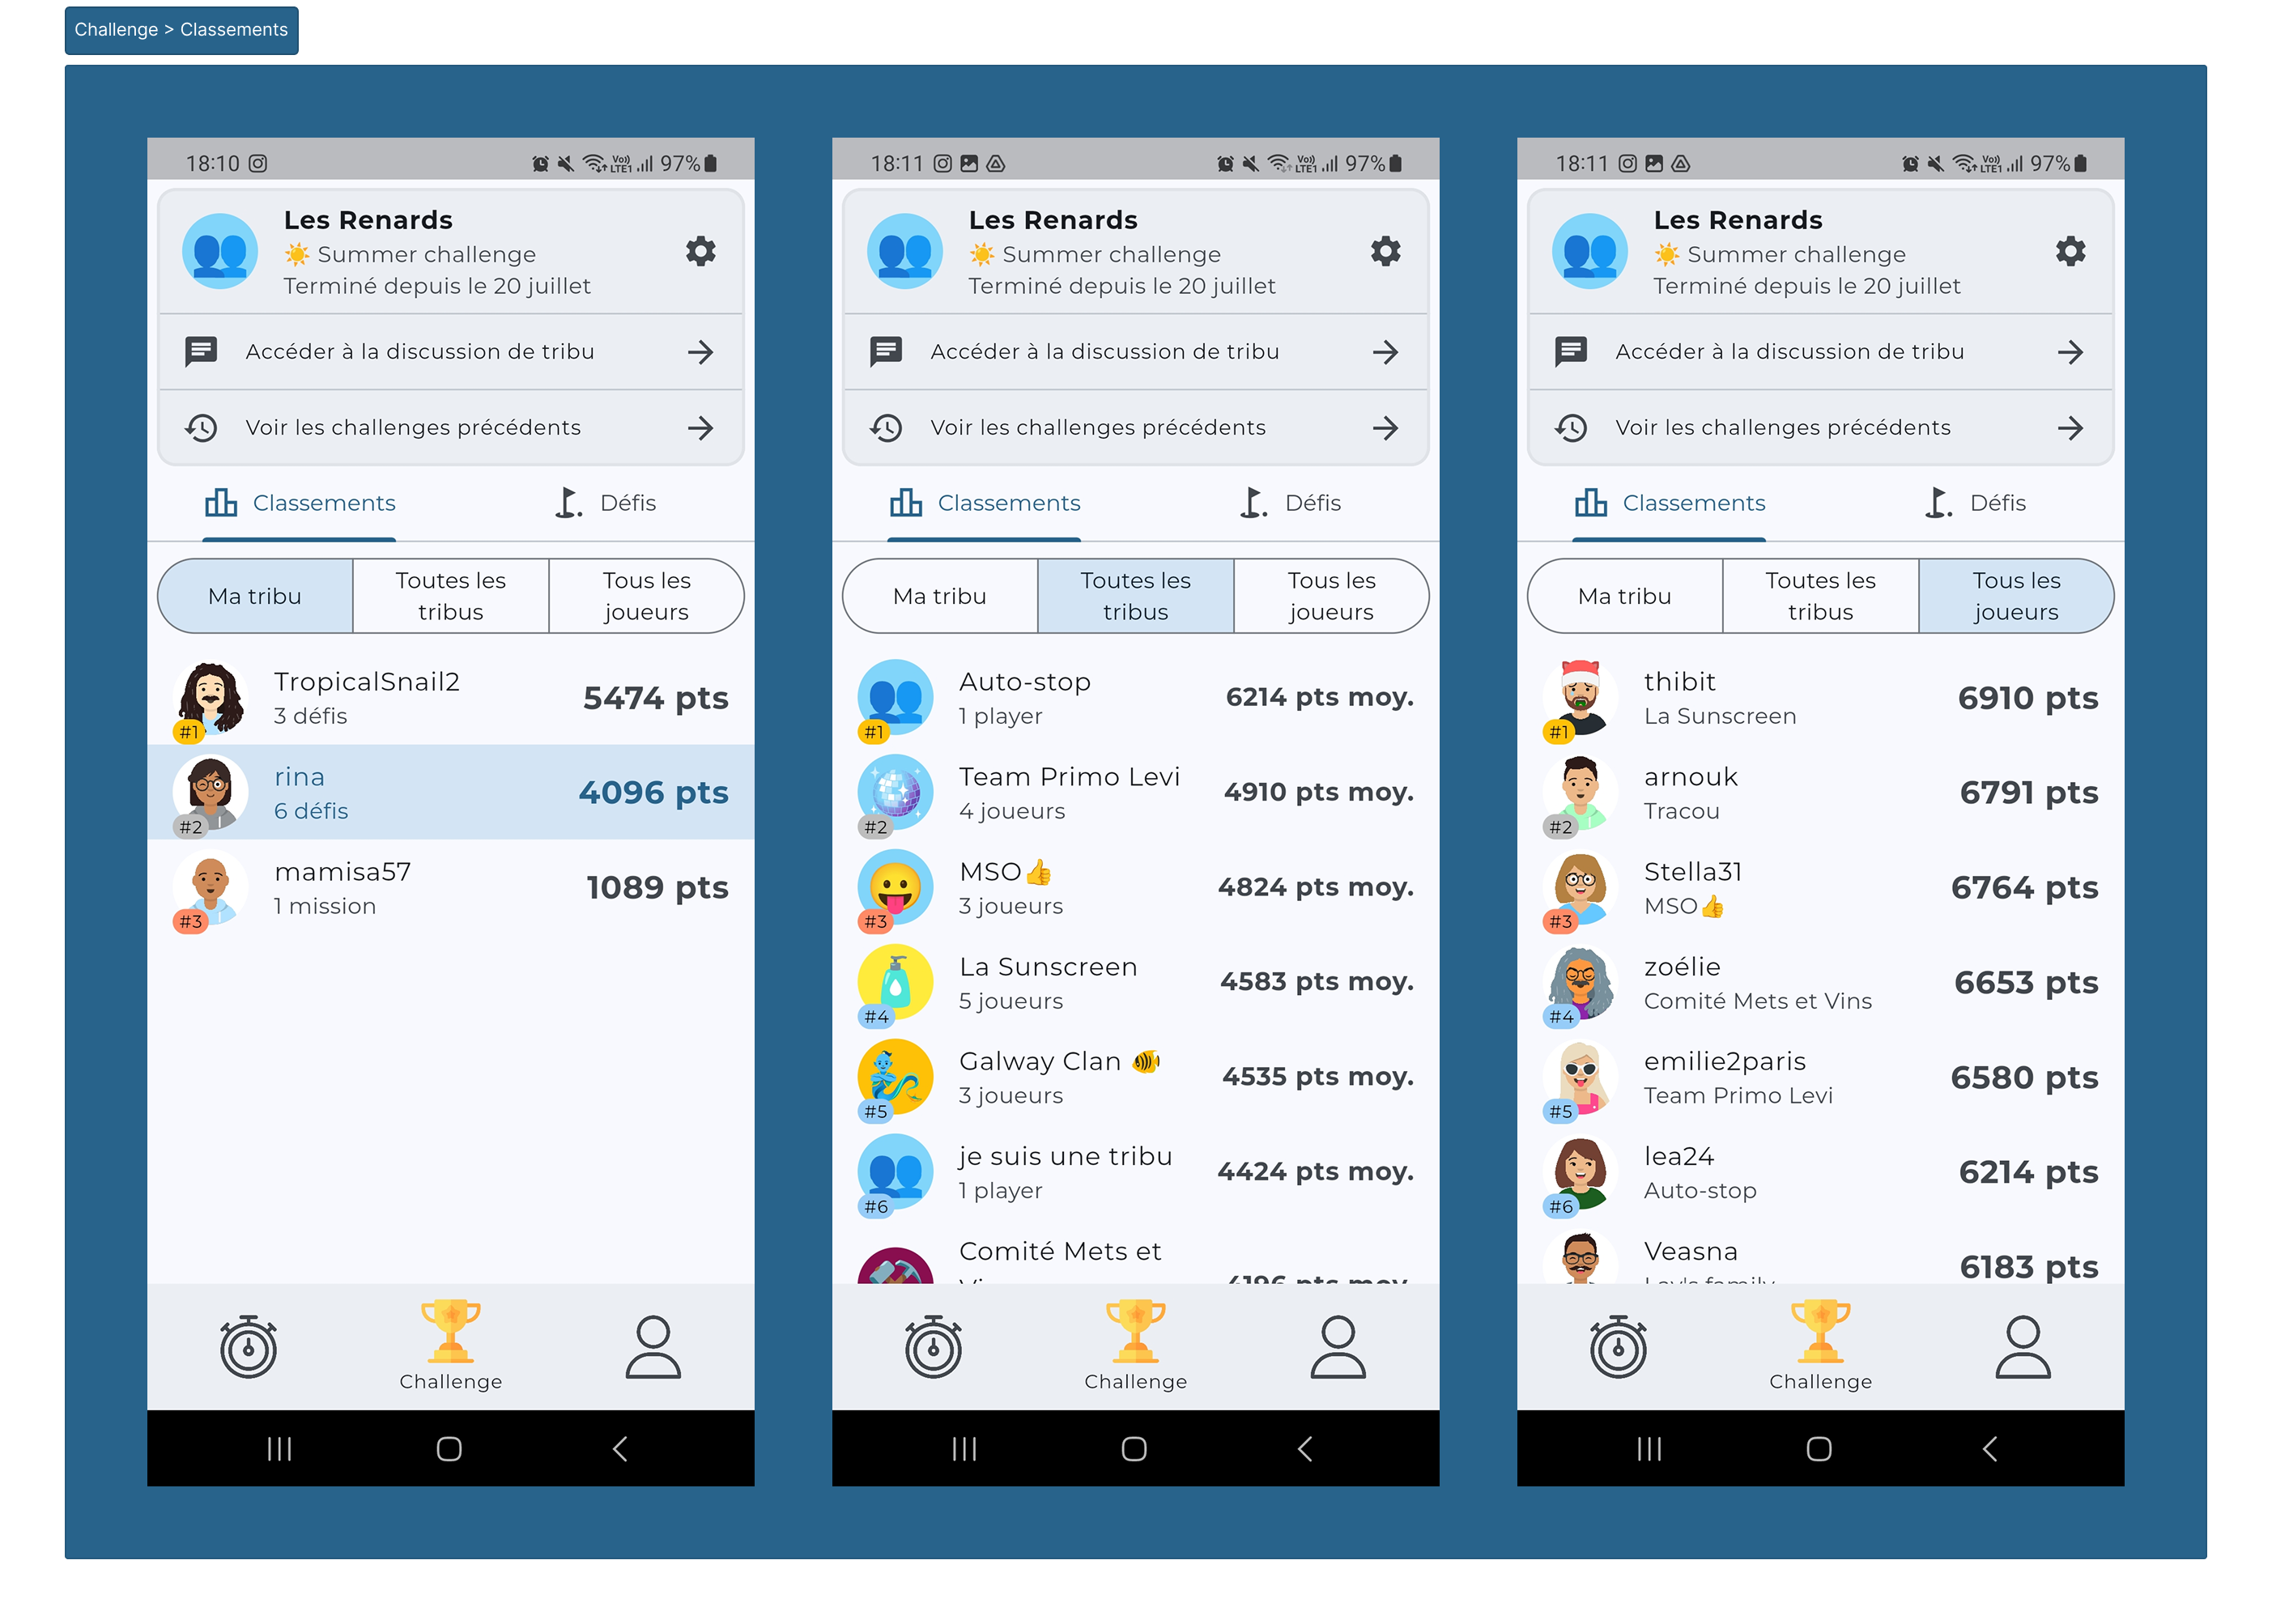 Challenge > Classements
18:10
Vo))
LTE1
97%
Les Renards
☀️ Summer challenge
Terminé depuis le 20 juillet
Accéder à la discussion de tribu
Voir les challenges précédents
Classements
Défis
Ma tribu
Toutes les
tribus
Tous les
joueurs
TropicalSnail2
3 défis
5474 pts
#1
rina
6 défis
4096 pts
#2
mamisa57
1 mission
1089 pts
#3
Challenge
18:11
Vo))
LTE1
97%
Les Renards
☀️ Summer challenge
Terminé depuis le 20 juillet
Accéder à la discussion de tribu
Voir les challenges précédents
Classements
Défis
Ma tribu
Toutes les
tribus
Tous les
joueurs
Auto-stop
1 player
6214 pts moy.
#1
Team Primo Levi
4 joueurs
4910 pts moy.
#2
MSO👍
3 joueurs
4824 pts moy.
#3
La Sunscreen
5 joueurs
4583 pts moy.
#4
Galway Clan 🐠
3 joueurs
4535 pts moy.
#5
je suis une tribu
1 player
4424 pts moy.
#6
Comité Mets et
4196 pts moy.
Challenge
18:11
Vo))
LTE1
97%
Les Renards
☀️ Summer challenge
Terminé depuis le 20 juillet
Accéder à la discussion de tribu
Voir les challenges précédents
Classements
Défis
Ma tribu
Toutes les
tribus
Tous les
joueurs
thibit
La Sunscreen
6910 pts
#1
arnouk
Tracou
6791 pts
#2
Stella31
MSO👍
6764 pts
#3
zoélie
Comité Mets et Vins
6653 pts
#4
emilie2paris
Team Primo Levi
6580 pts
#5
lea24
Auto-stop
6214 pts
#6
Veasna
6183 pts
Challenge